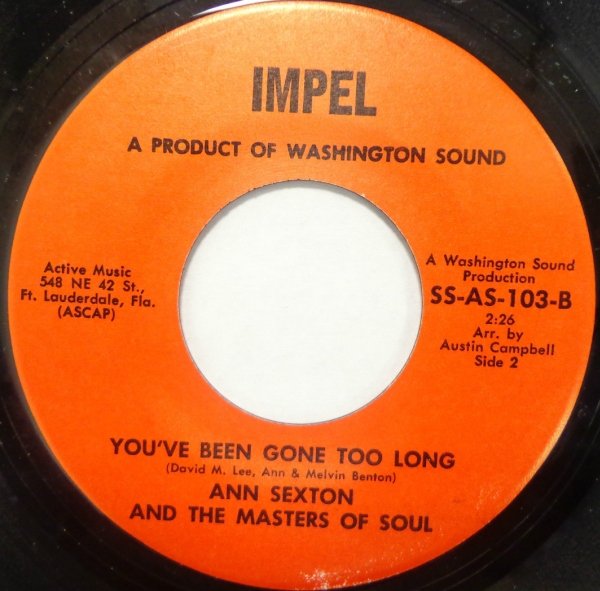 IMPEL
A PRODUCT OF WASHINGTON SOUND
Active Music
548 NE 42 St.,
Ft. Lauderdale, Fla.
(ASCAP)
A Washington Sound
Production
SS-AS-103-B
2:26
Arr. by
Austin Campbell
Side 2
YOU'VE BEEN GONE TOO LONG
(David M. Lee, Ann & Melvin Benton)
ANN SEXTON
AND THE MASTERS OF SOUL